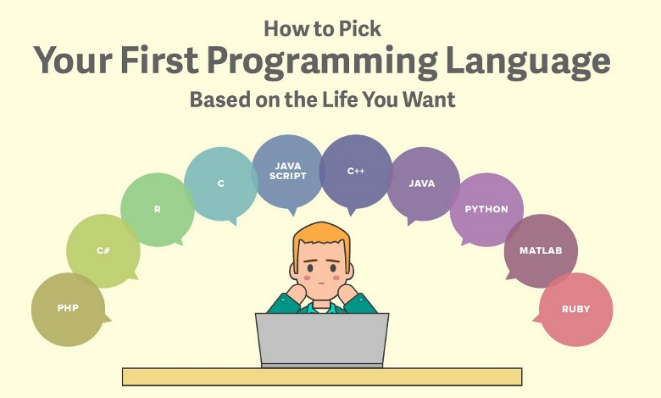 How to Pick
Your First Programming Language
Based on the Life You Want
PHP
C#
R
C
JAVA
SCRIPT
C++
JAVA
PYTHON
MATLAB
RUBY